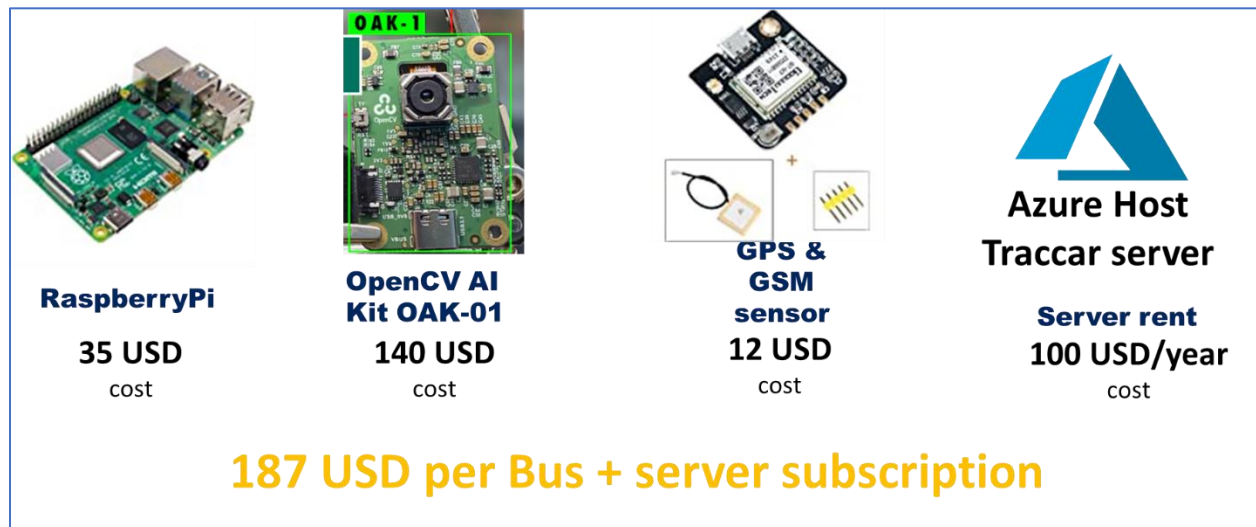 OAK-1
OpenCV
RaspberryPi
35 USD
cost
OpenCV AI
Kit OAK-01
140 USD
cost
GPS &
GSM
sensor
12 USD
cost
Azure Host
Traccar server
Server rent
100 USD/year
cost
187 USD per Bus + server subscription